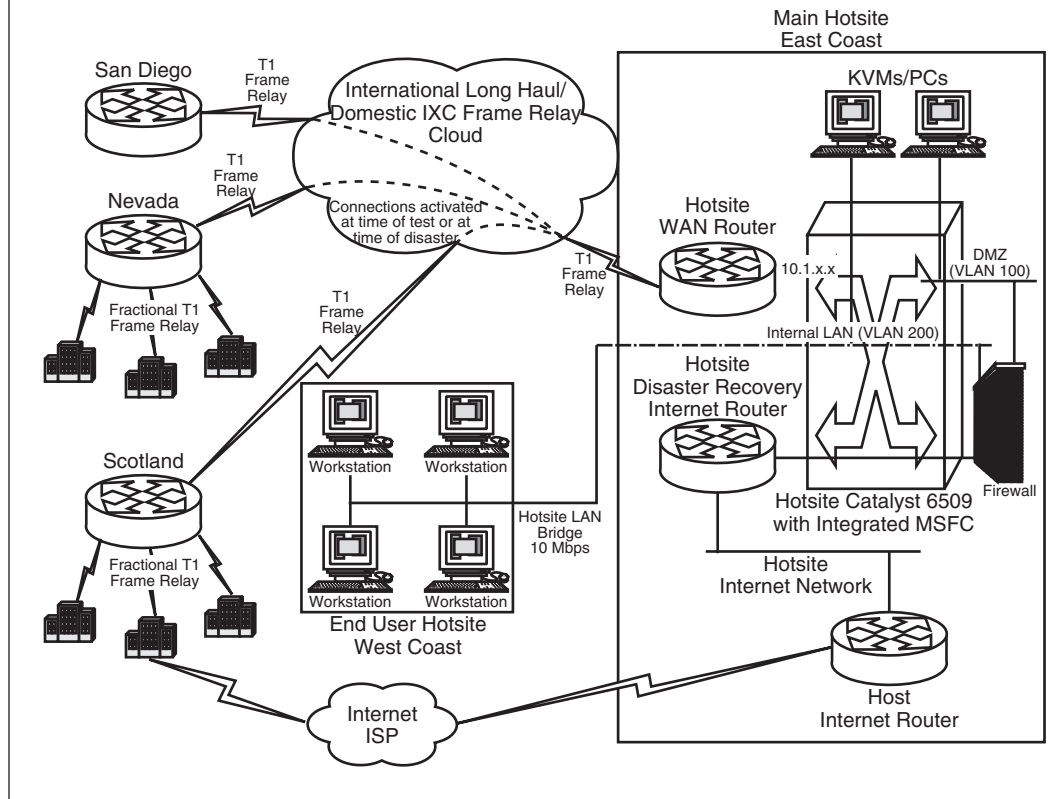 Main Hotsite
East Coast
San Diego
T1
Frame
Relay
International Long Haul/
Domestic IXC Frame Relay
Cloud
KVMs/PCs
T1
Frame
Relay
Nevada
Connections activated
at time of test or at
time of disaster
Hotsite
WAN Router
T1
Frame
Relay
10.1.x.x
DMZ
(VLAN 100)
Fractional T1
Frame Relay
T1
Frame
Relay
Internal LAN (VLAN 200)
Hotsite
Disaster Recovery
Internet Router
Scotland
Workstation
Workstation
Firewall
Hotsite Catalyst 6509
with Integrated MSFC
Hotsite LAN
Bridge
10 Mbps
Fractional T1
Frame Relay
Hotsite
Internet Network
Workstation
Workstation
End User Hotsite
West Coast
Internet
ISP
Host
Internet Router